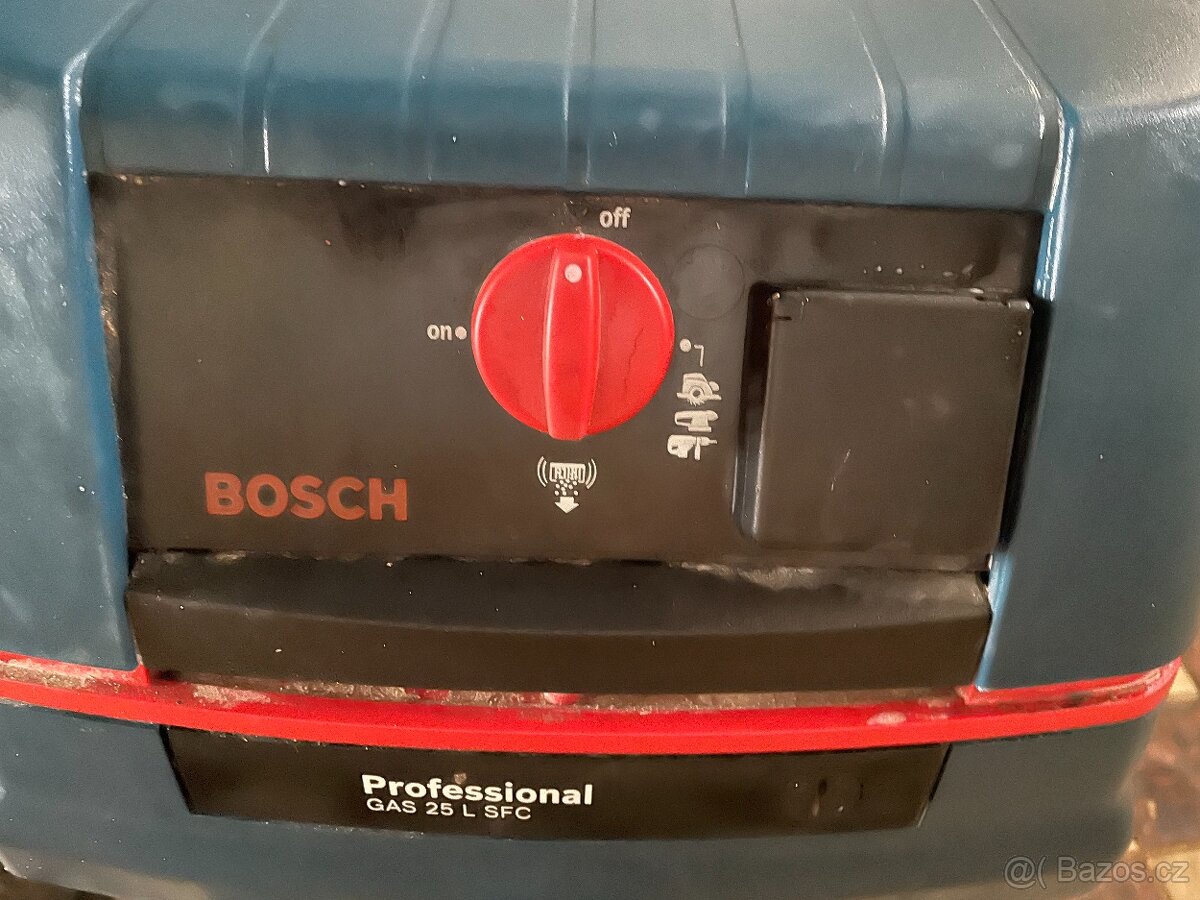 off
on
BOSCH
Professional
GAS 25 L SFC
@( Bazos.cz